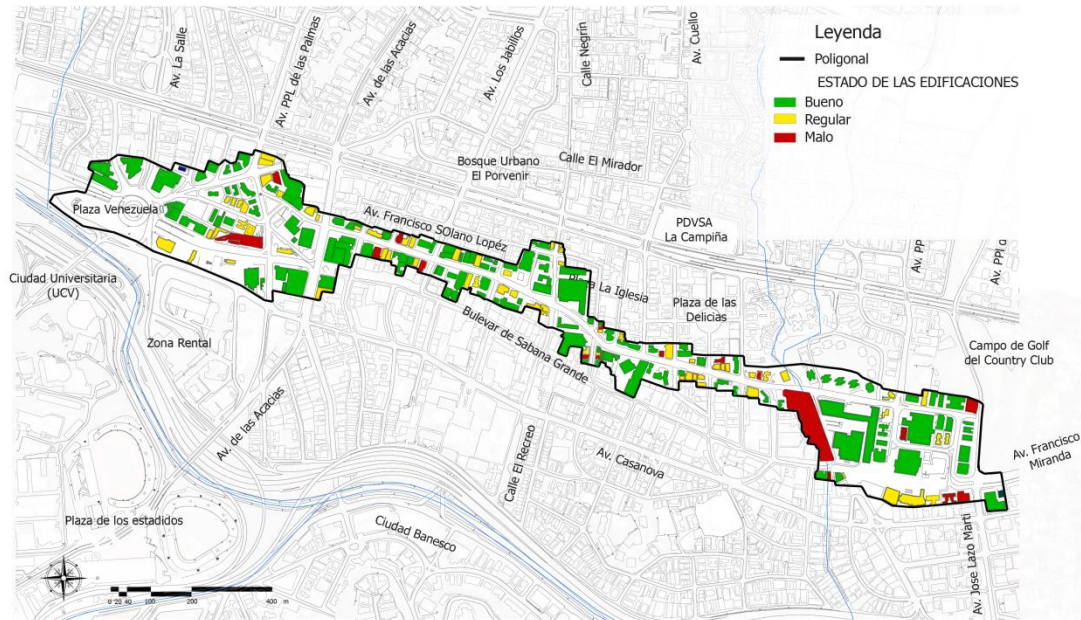 Leyenda
Poligonal
ESTADO DE LAS EDIFICACIONES
Bueno
Regular
Malo
Av. La Salle
Av. PPL de las Palmas
Av. de las Acacias
Av. Los Jabillos
Calle Negrín
Av. Cuello
Bosque Urbano
El Porvenir
Calle El Mirador
Plaza Venezuela
Av. Francisco SOlano Lopéz
PDVSA
La Campiña
Ciudad Universitaria
(UCV)
La Iglesia
Plaza de las
Delicias
Zona Rental
Bulevar de Sabana Grande
Campo de Golf
del Country Club
Av. de las Acacias
Calle El Recreo
Av. Casanova
Av. Francisco
Miranda
Plaza de los estadidos
Ciudad Banesco
Av. Jose Lazo Marti
0 20 40 100 200 400 m